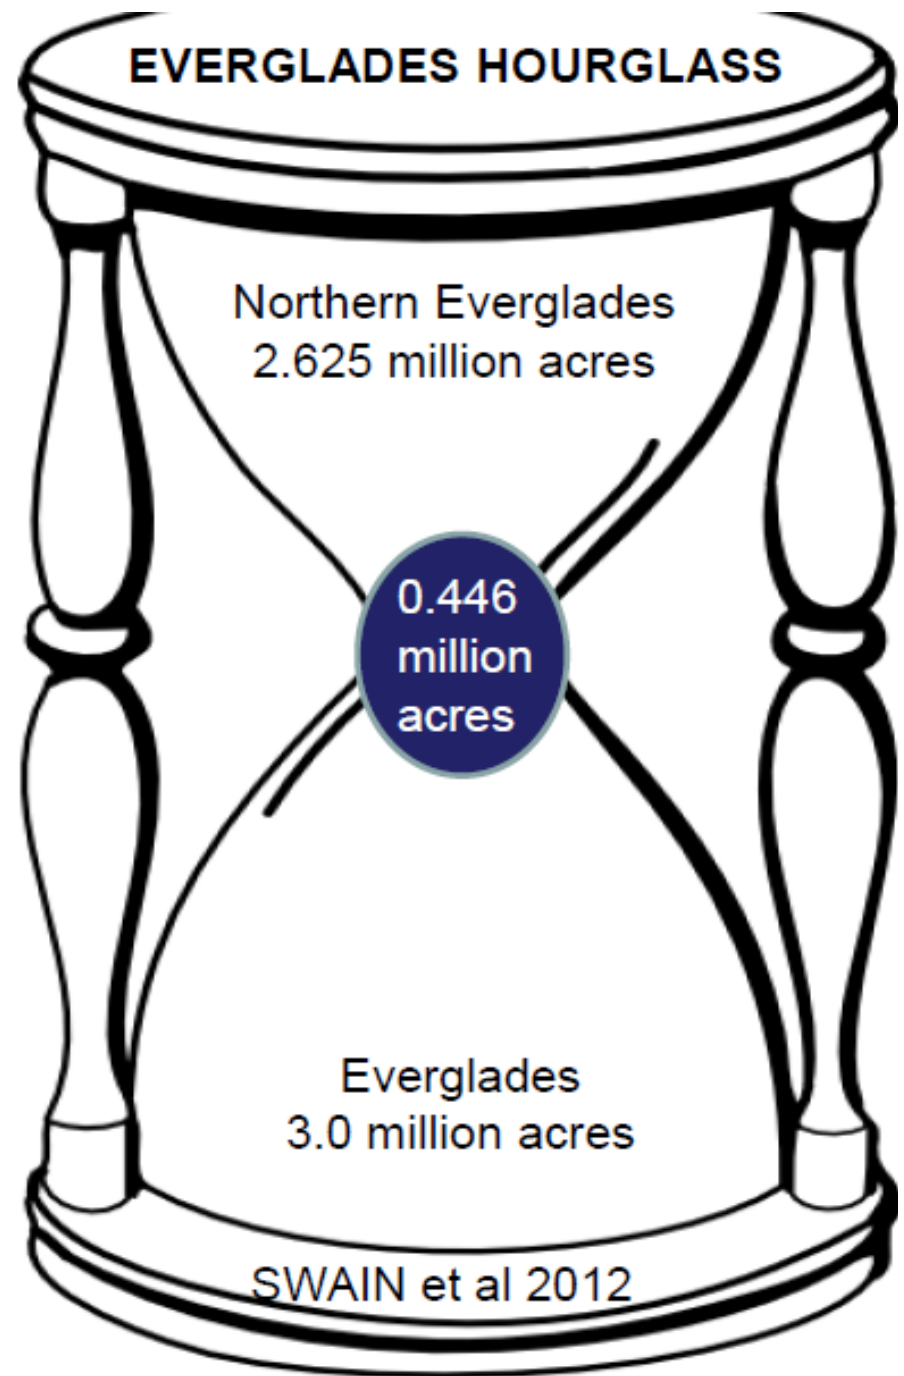 EVERGLADES HOURGLASS
Northern Everglades
2.625 million acres
0.446
million
acres
Everglades
3.0 million acres
SWAIN et al 2012